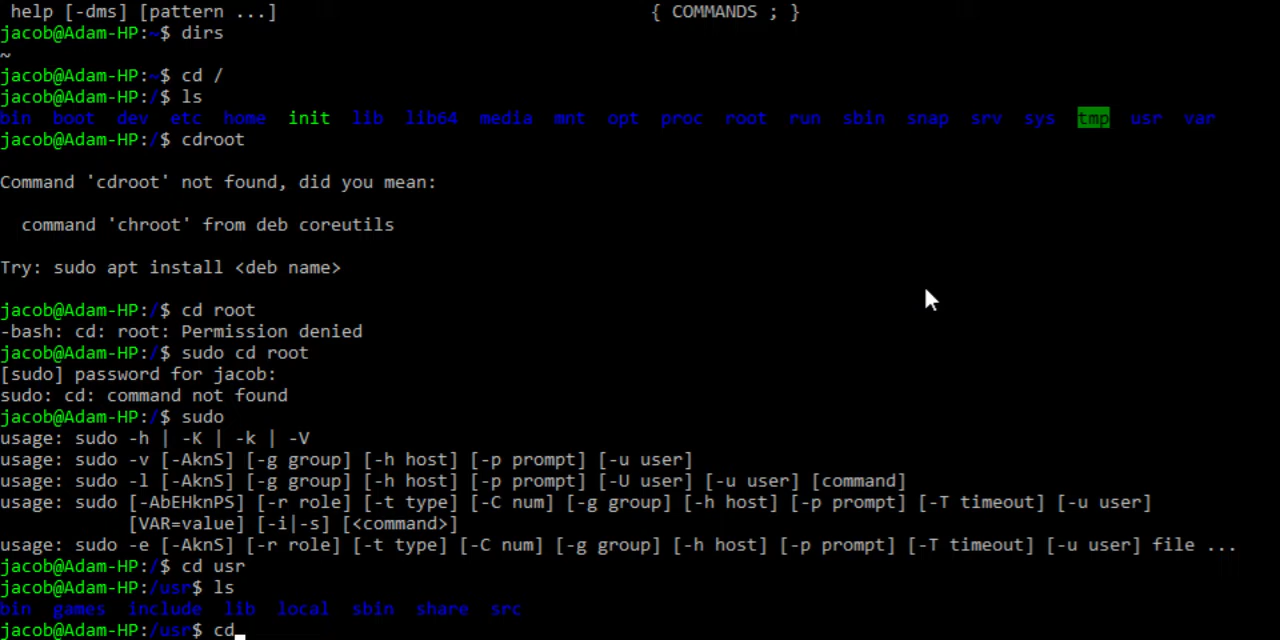 help [-dms] [pattern ...] { COMMANDS ; }
jacob@Adam-HP:~$ dirs
~
jacob@Adam-HP:~$ cd /
jacob@Adam-HP:/$ ls
bin boot dev etc home init lib lib64 media mnt opt proc root run sbin snap srv sys tmp usr var
jacob@Adam-HP:/$ cdroot
Command 'cdroot' not found, did you mean:
command 'chroot' from deb coreutils
Try: sudo apt install <deb name>
jacob@Adam-HP:/$ cd root
-bash: cd: root: Permission denied
jacob@Adam-HP:/$ sudo cd root
[sudo] password for jacob:
sudo: cd: command not found
jacob@Adam-HP:/$ sudo
usage: sudo -h | -K | -k | -V
usage: sudo -v [-AknS] [-g group] [-h host] [-p prompt] [-u user]
usage: sudo -l [-AknS] [-g group] [-h host] [-p prompt] [-U user] [-u user] [command]
usage: sudo [-AbEHknPS] [-r role] [-t type] [-C num] [-g group] [-h host] [-p prompt] [-T timeout] [-u user]
[VAR=value] [-i|-s] [<command>]
usage: sudo -e [-AknS] [-r role] [-t type] [-C num] [-g group] [-h host] [-p prompt] [-T timeout] [-u user] file ...
jacob@Adam-HP:/$ cd usr
jacob@Adam-HP:/usr$ ls
bin games include lib local sbin share src
jacob@Adam-HP:/usr$ cd